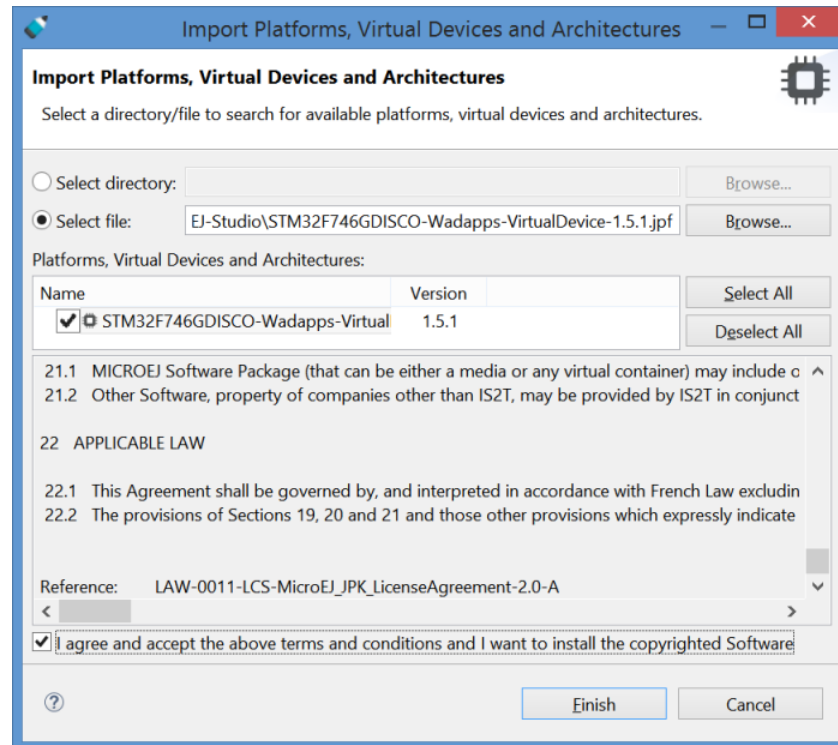 Import Platforms, Virtual Devices and Architectures
Import Platforms, Virtual Devices and Architectures
Select a directory/file to search for available platforms, virtual devices and architectures.
Select directory:
Browse...
Select file:
EJ-Studio\STM32F746GDISCO-Wadapps-VirtualDevice-1.5.1.jpf
Browse...
Platforms, Virtual Devices and Architectures:
Name Version
Select All
STM32F746GDISCO-Wadapps-Virtual 1.5.1
Deselect All
21.1 MICROEJ Software Package (that can be either a media or any virtual container) may include o
21.2 Other Software, property of companies other than IS2T, may be provided by IS2T in conjunct
22 APPLICABLE LAW
22.1 This Agreement shall be governed by, and interpreted in accordance with French Law excludin
22.2 The provisions of Sections 19, 20 and 21 and those other provisions which expressly indicate
Reference: LAW-0011-LCS-MicroEJ_JPK_LicenseAgreement-2.0-A
I agree and accept the above terms and conditions and I want to install the copyrighted Software
?
Finish
Cancel